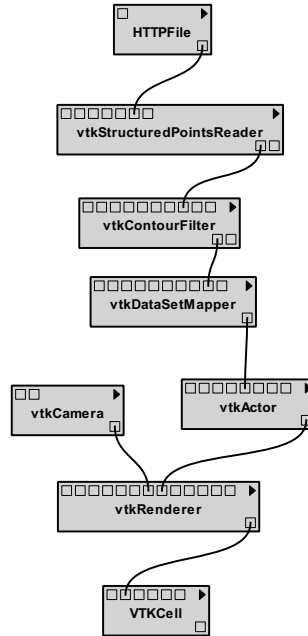 HTTPFile
vtkStructuredPointsReader
vtkContourFilter
vtkDataSetMapper
vtkCamera
vtkActor
vtkRenderer
VTKCell